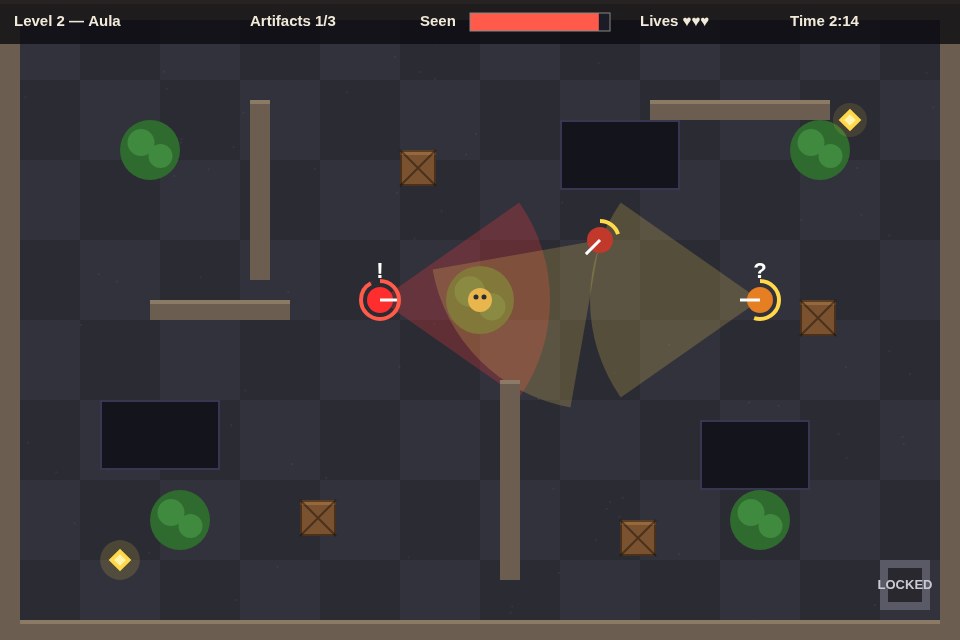 Level 2 — Aula
Artifacts 1/3
Seen
Lives ♥♥♥
Time 2:14
!
?
LOCKED